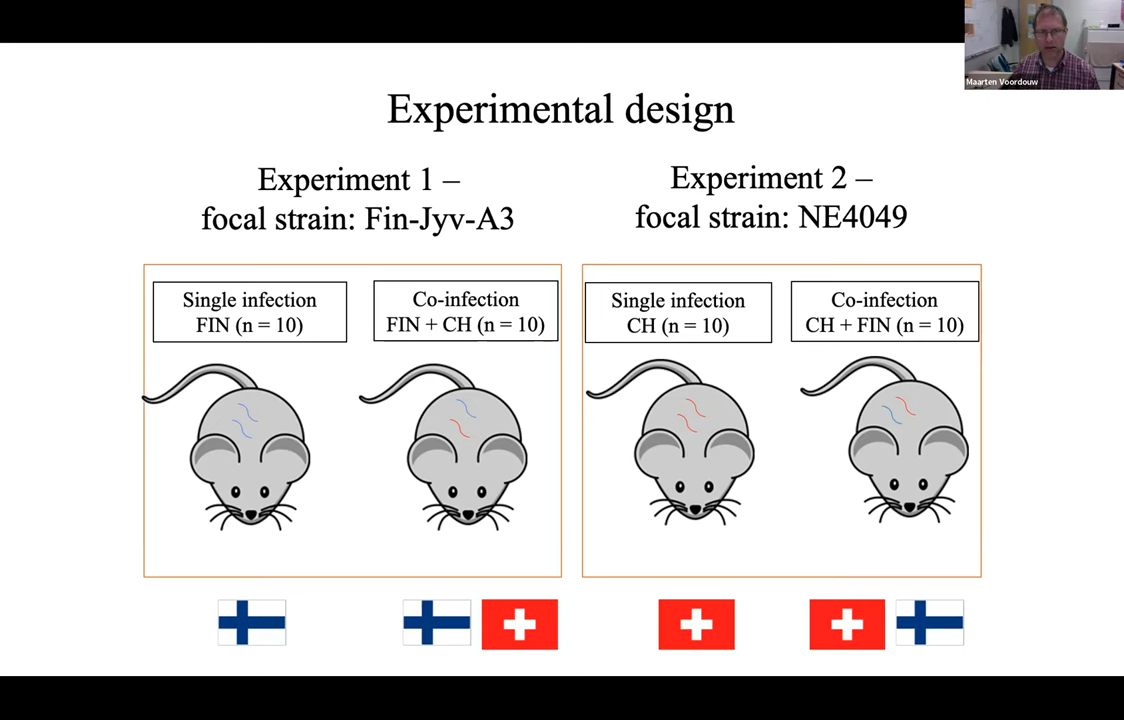 Maarten Voordouw
Experimental design
Experiment 1 –
focal strain: Fin-Jyv-A3
Experiment 2 –
focal strain: NE4049
Single infection
FIN (n = 10)
Co-infection
FIN + CH (n = 10)
Single infection
CH (n = 10)
Co-infection
CH + FIN (n = 10)